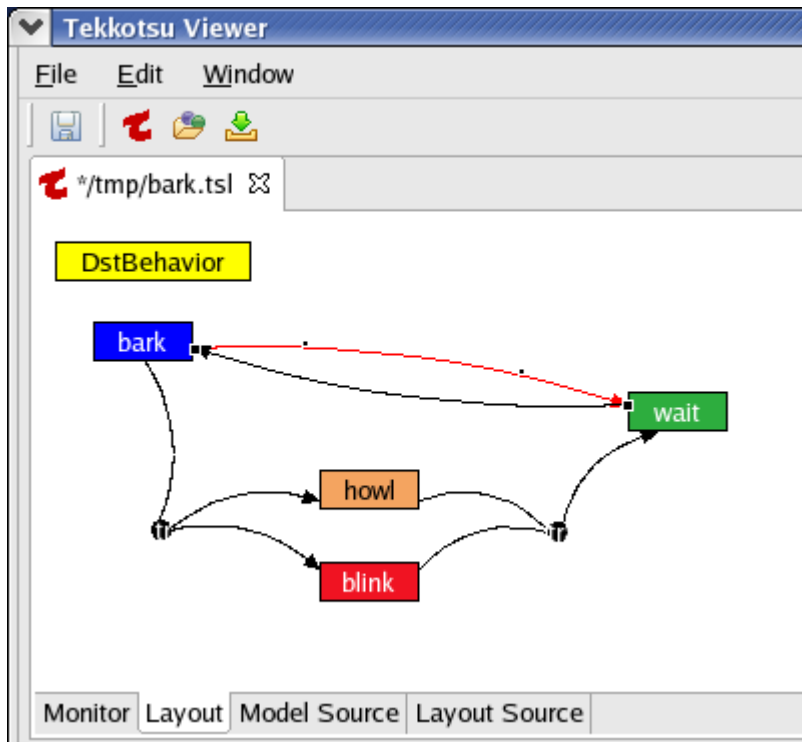 Tekkotsu Viewer
File Edit Window
*/tmp/bark.tsl
DstBehavior
bark
wait
howl
blink
Monitor Layout Model Source Layout Source